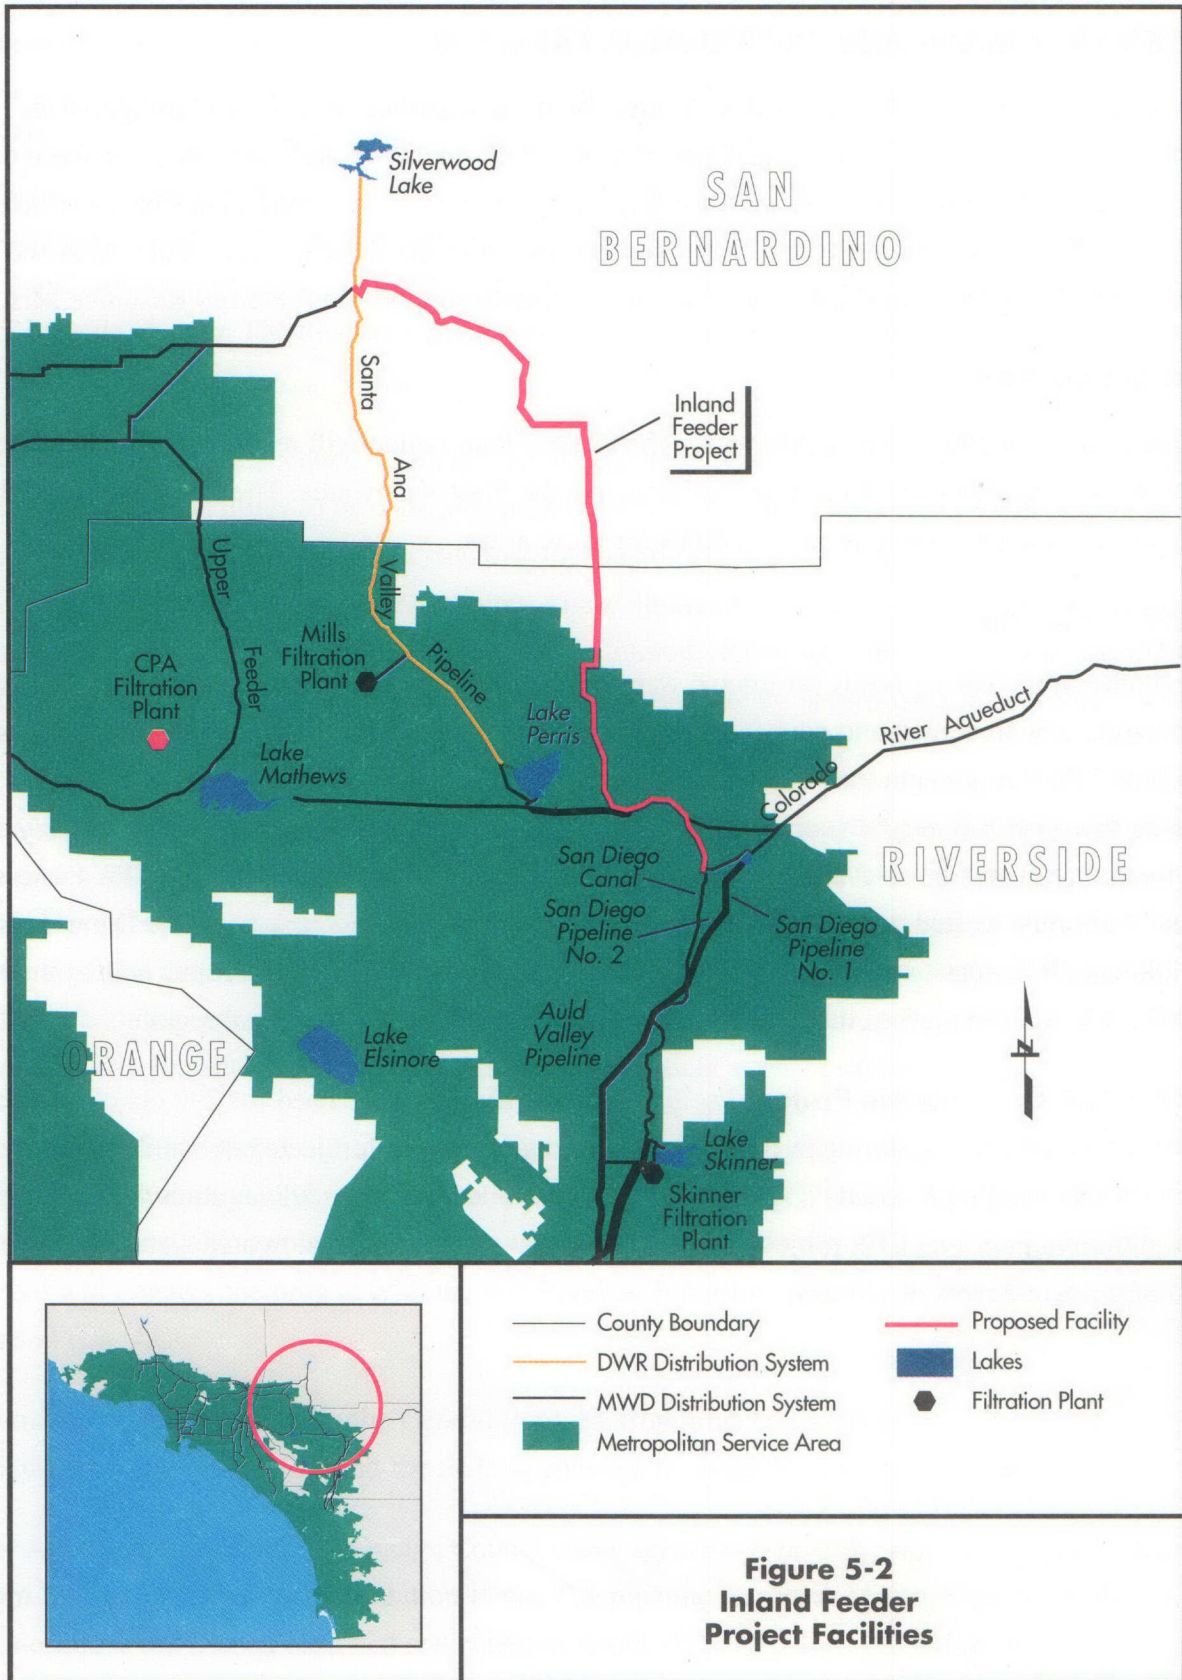 Silverwood
Lake
SAN
BERNARDINO
Santa
Ana
Valley
Pipeline
Inland
Feeder
Project
Upper
Feeder
Mills
Filtration
Plant
CPA
Filtration
Plant
Lake
Perris
Lake
Mathews
Colorado
River Aqueduct
RIVERSIDE
San Diego
Canal
San Diego
Pipeline
No. 2
San Diego
Pipeline
No. 1
Auld
Valley
Pipeline
ORANGE
Lake
Elsinore
Lake
Skinner
Skinner
Filtration
Plant
County Boundary
DWR Distribution System
MWD Distribution System
Metropolitan Service Area
Proposed Facility
Lakes
Filtration Plant
Figure 5-2
Inland Feeder
Project Facilities